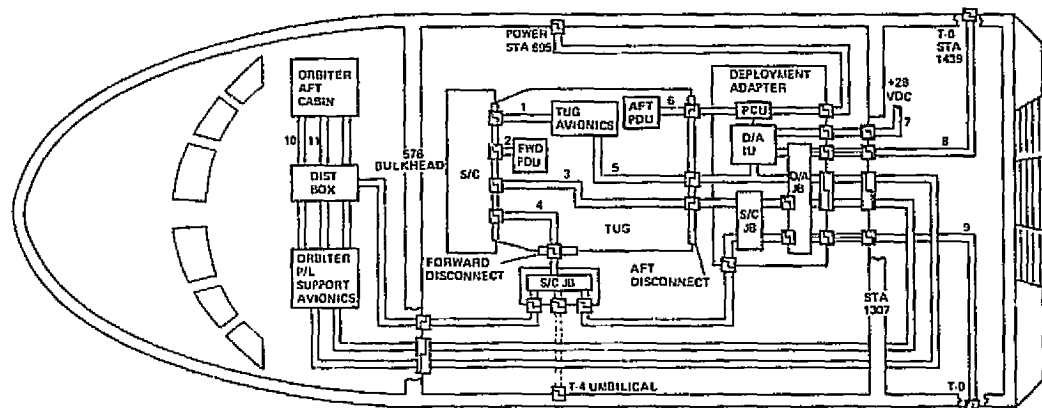 ORBITER
AFT
CABIN
10
11
DIST
BOX
ORBITER
P/L
SUPPORT
AVIONICS
576
BULKHEAD
S/C
1
TUG
AVIONICS
2
FWD
PDU
3
4
5
TUG
AFT
PDU
6
POWER
STA 695
DEPLOYMENT
ADAPTER
PCU
D/A
IU
D/A
JB
S/C
JB
+28
VDC
7
8
9
T-0
STA
1439
FORWARD
DISCONNECT
AFT
DISCONNECT
S/C JB
STA
1307
T-4 UMBILICAL
T-0